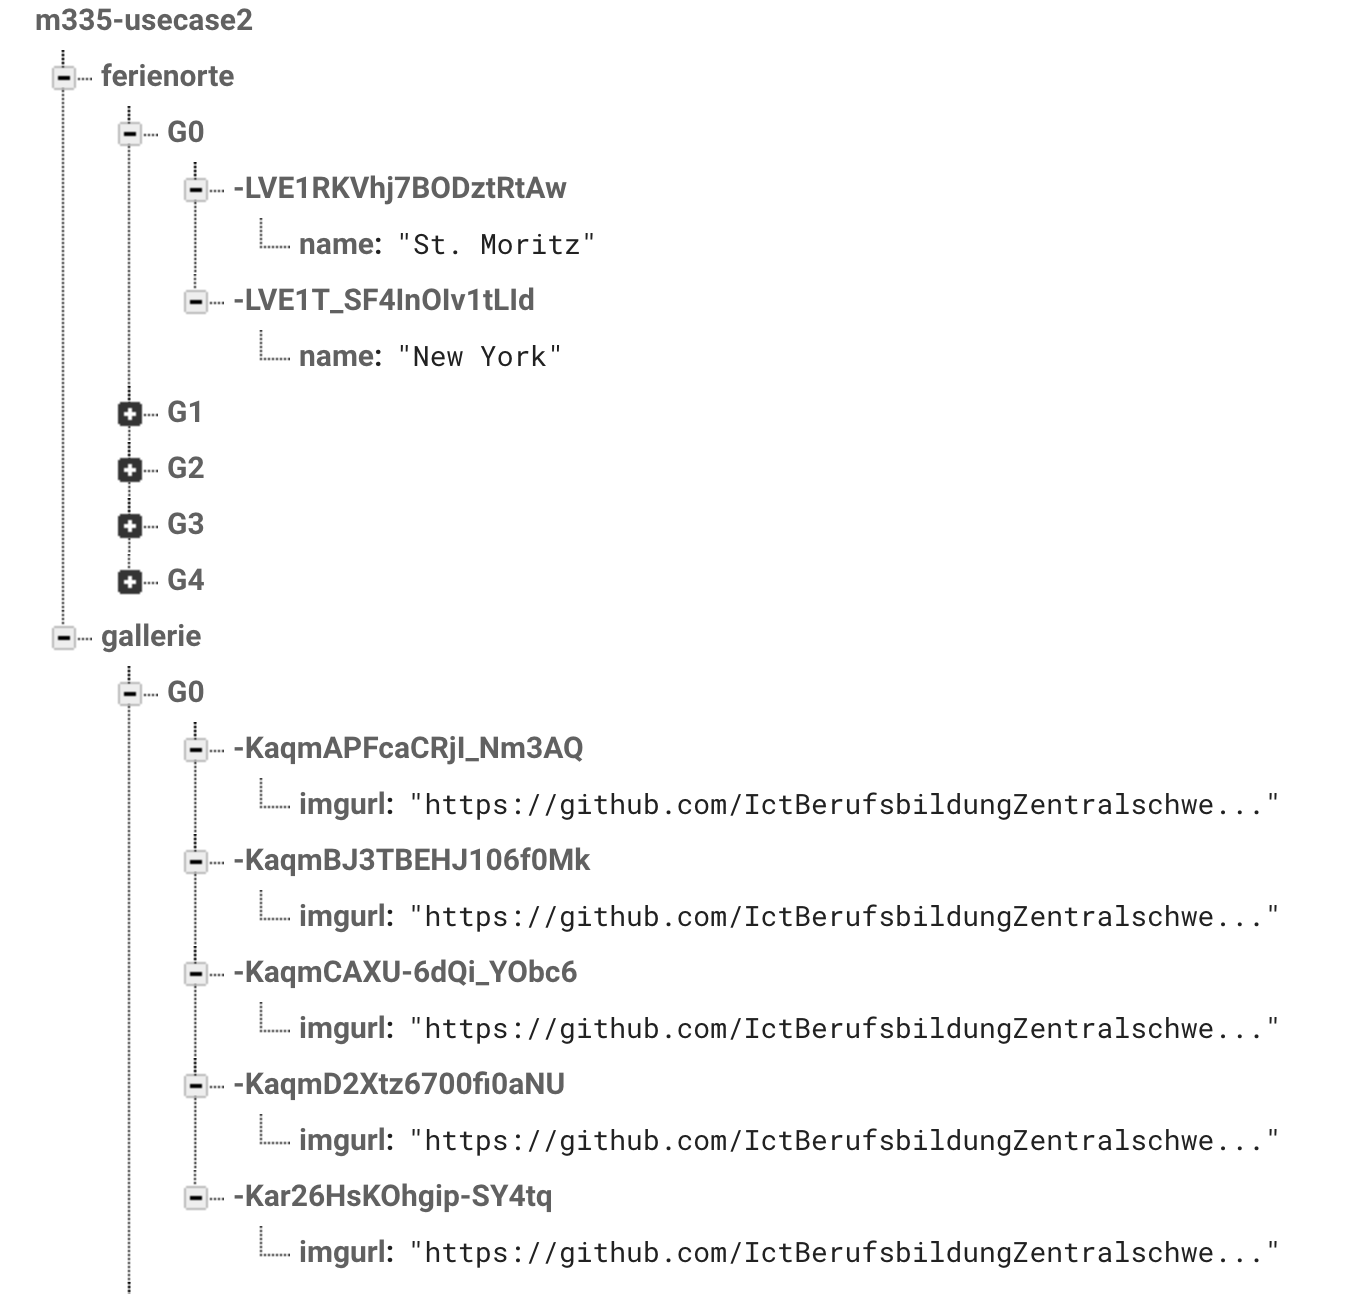 m335-usecase2
ferienorte
G0
-LVE1RKVhj7BODztRtAw
name: "St. Moritz"
-LVE1T_SF4InOIv1tLId
name: "New York"
G1
G2
G3
G4
gallerie
G0
-KaqmAPFcaCRjI_Nm3AQ
imgurl: "https://github.com/IctBerufsbildungZentralschwe..."
-KaqmBJ3TBEHJ106f0Mk
imgurl: "https://github.com/IctBerufsbildungZentralschwe..."
-KaqmCAXU-6dQi_YObc6
imgurl: "https://github.com/IctBerufsbildungZentralschwe..."
-KaqmD2Xtz6700fi0aNU
imgurl: "https://github.com/IctBerufsbildungZentralschwe..."
-Kar26HsKOhgip-SY4tq
imgurl: "https://github.com/IctBerufsbildungZentralschwe..."